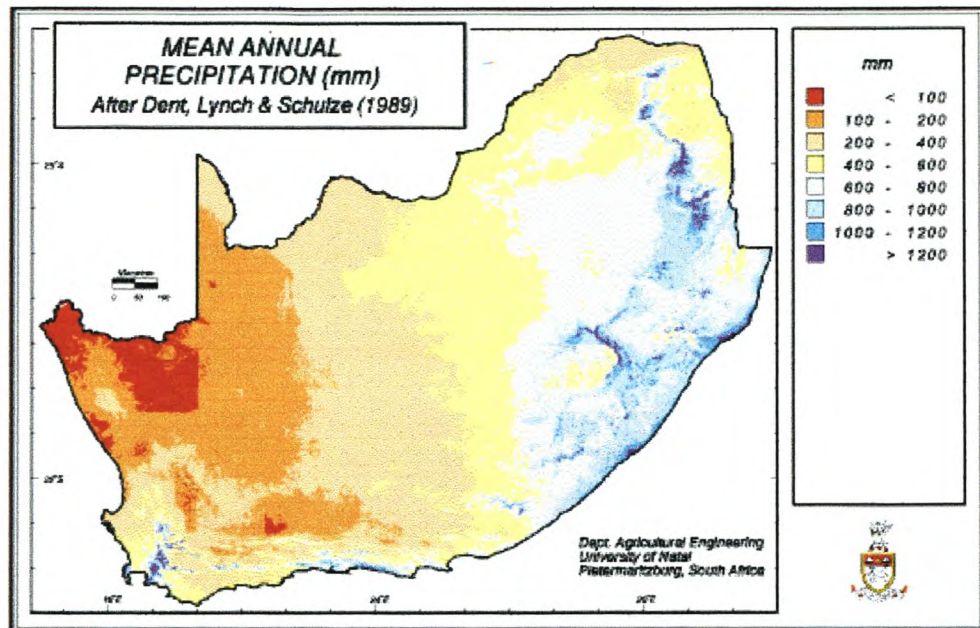 MEAN ANNUAL
PRECIPITATION (mm)
After Dent, Lynch & Schulze (1989)
mm
< 100
100 - 200
200 - 400
400 - 600
600 - 800
800 - 1000
1000 - 1200
> 1200
Dept. Agricultural Engineering
University of Natal
Pietermaritzburg, South Africa